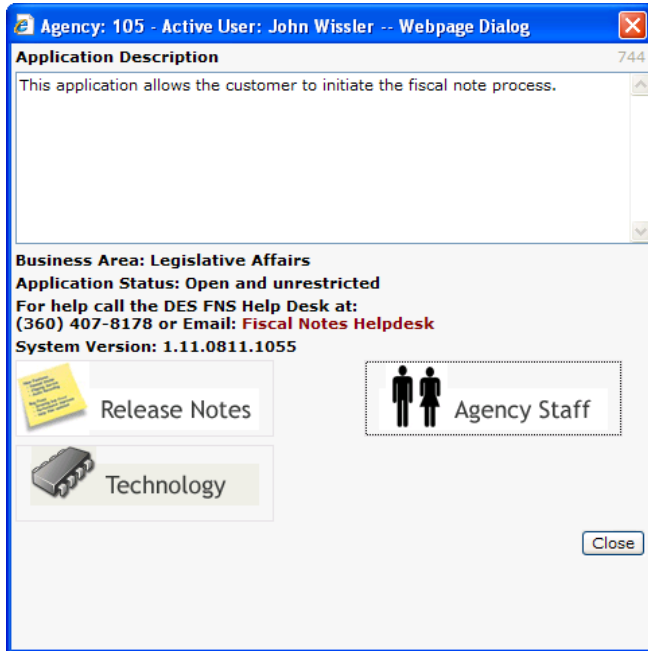 Agency: 105 - Active User: John Wissler -- Webpage Dialog
Application Description 744
This application allows the customer to initiate the fiscal note process.
Business Area: Legislative Affairs
Application Status: Open and unrestricted
For help call the DES FNS Help Desk at:
(360) 407-8178 or Email: Fiscal Notes Helpdesk
System Version: 1.11.0811.1055
Release Notes
Agency Staff
Technology
Close